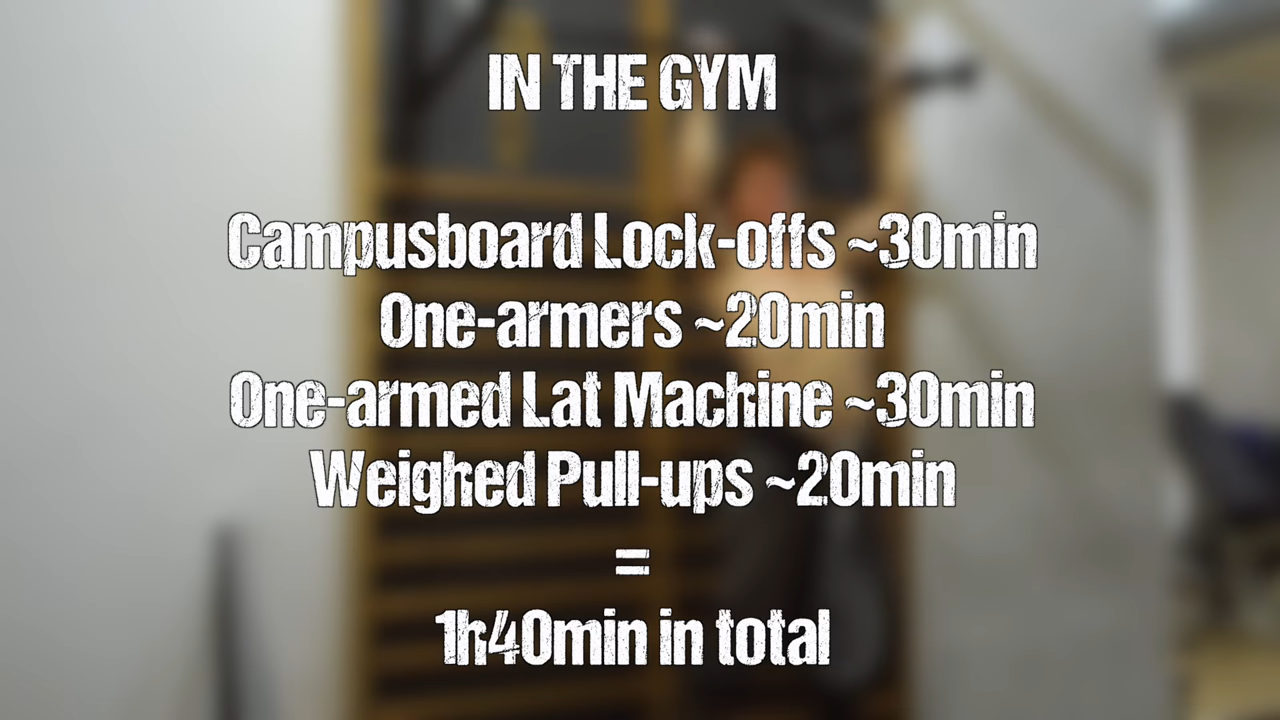 IN THE GYM
Campusboard Lock-offs ~30min
One-armers ~20min
One-armed Lat Machine ~30min
Weighed Pull-ups ~20min
=
1h40min in total